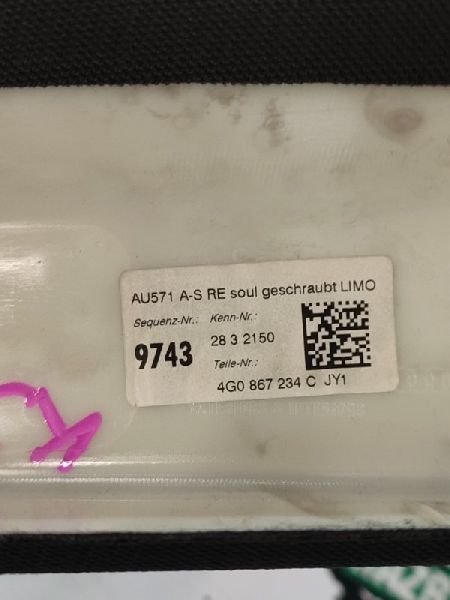 AU571 A-S RE soul geschraubt LIMO
Sequenz-Nr.: Kenn-Nr.:
9743 28 3 2150
Teile-Nr.:
4G0 867 234 C JY1